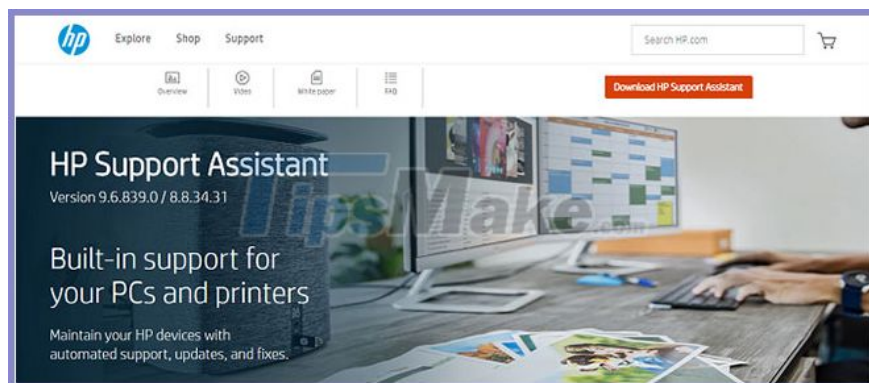 hp
Explore Shop Support
Search HP.com
Overview
Video
White paper
FAQ
Download HP Support Assistant
HP Support Assistant
Version 9.6.839.0 / 8.8.34.31
TipsMake.com
Built-in support for
your PCs and printers
Maintain your HP devices with
automated support, updates, and fixes.